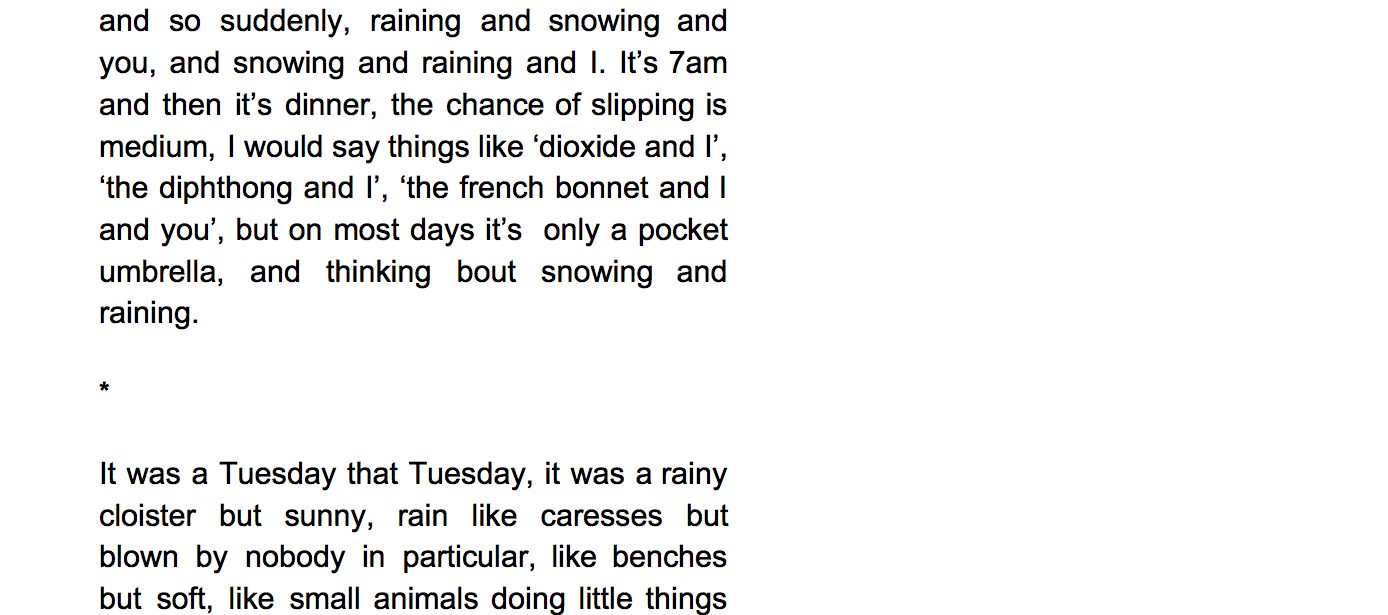 and so suddenly, raining and snowing and
you, and snowing and raining and I. It’s 7am
and then it’s dinner, the chance of slipping is
medium, I would say things like ‘dioxide and I’,
‘the diphthong and I’, ‘the french bonnet and I
and you’, but on most days it’s  only a pocket
umbrella, and thinking bout snowing and
raining.
*
It was a Tuesday that Tuesday, it was a rainy
cloister but sunny, rain like caresses but
blown by nobody in particular, like benches
but soft, like small animals doing little things